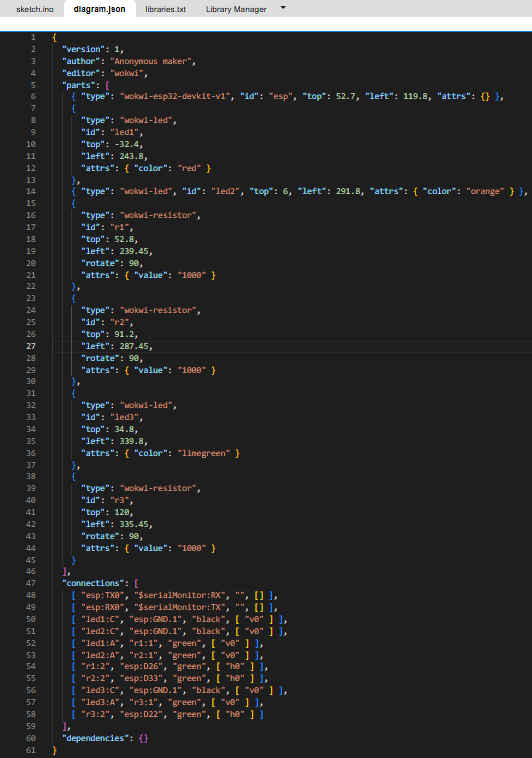 sketch.ino diagram.json libraries.txt Library Manager
1 {
2 "version": 1,
3 "author": "Anonymous maker",
4 "editor": "wokwi",
5 "parts": [
6 { "type": "wokwi-esp32-devkit-v1", "id": "esp", "top": 52.7, "left": 119.8, "attrs": {} },
7 {
8 "type": "wokwi-led",
9 "id": "led1",
10 "top": -32.4,
11 "left": 243.8,
12 "attrs": { "color": "red" }
13 },
14 { "type": "wokwi-led", "id": "led2", "top": 6, "left": 291.8, "attrs": { "color": "orange" } },
15 {
16 "type": "wokwi-resistor",
17 "id": "r1",
18 "top": 52.8,
19 "left": 239.45,
20 "rotate": 90,
21 "attrs": { "value": "1000" }
22 },
23 {
24 "type": "wokwi-resistor",
25 "id": "r2",
26 "top": 91.2,
27 "left": 287.45,
28 "rotate": 90,
29 "attrs": { "value": "1000" }
30 },
31 {
32 "type": "wokwi-led",
33 "id": "led3",
34 "top": 34.8,
35 "left": 339.8,
36 "attrs": { "color": "limegreen" }
37 },
38 {
39 "type": "wokwi-resistor",
40 "id": "r3",
41 "top": 120,
42 "left": 335.45,
43 "rotate": 90,
44 "attrs": { "value": "1000" }
45 }
46 ],
47 "connections": [
48 [ "esp:TX0", "$serialMonitor:RX", "", [] ],
49 [ "esp:RX0", "$serialMonitor:TX", "", [] ],
50 [ "led1:C", "esp:GND.1", "black", [ "v0" ] ],
51 [ "led2:C", "esp:GND.1", "black", [ "v0" ] ],
52 [ "led1:A", "r1:1", "green", [ "v0" ] ],
53 [ "led2:A", "r2:1", "green", [ "v0" ] ],
54 [ "r1:2", "esp:D26", "green", [ "h0" ] ],
55 [ "r2:2", "esp:D33", "green", [ "h0" ] ],
56 [ "led3:C", "esp:GND.1", "black", [ "v0" ] ],
57 [ "led3:A", "r3:1", "green", [ "v0" ] ],
58 [ "r3:2", "esp:D22", "green", [ "h0" ] ]
59 ],
60 "dependencies": {}
61 }